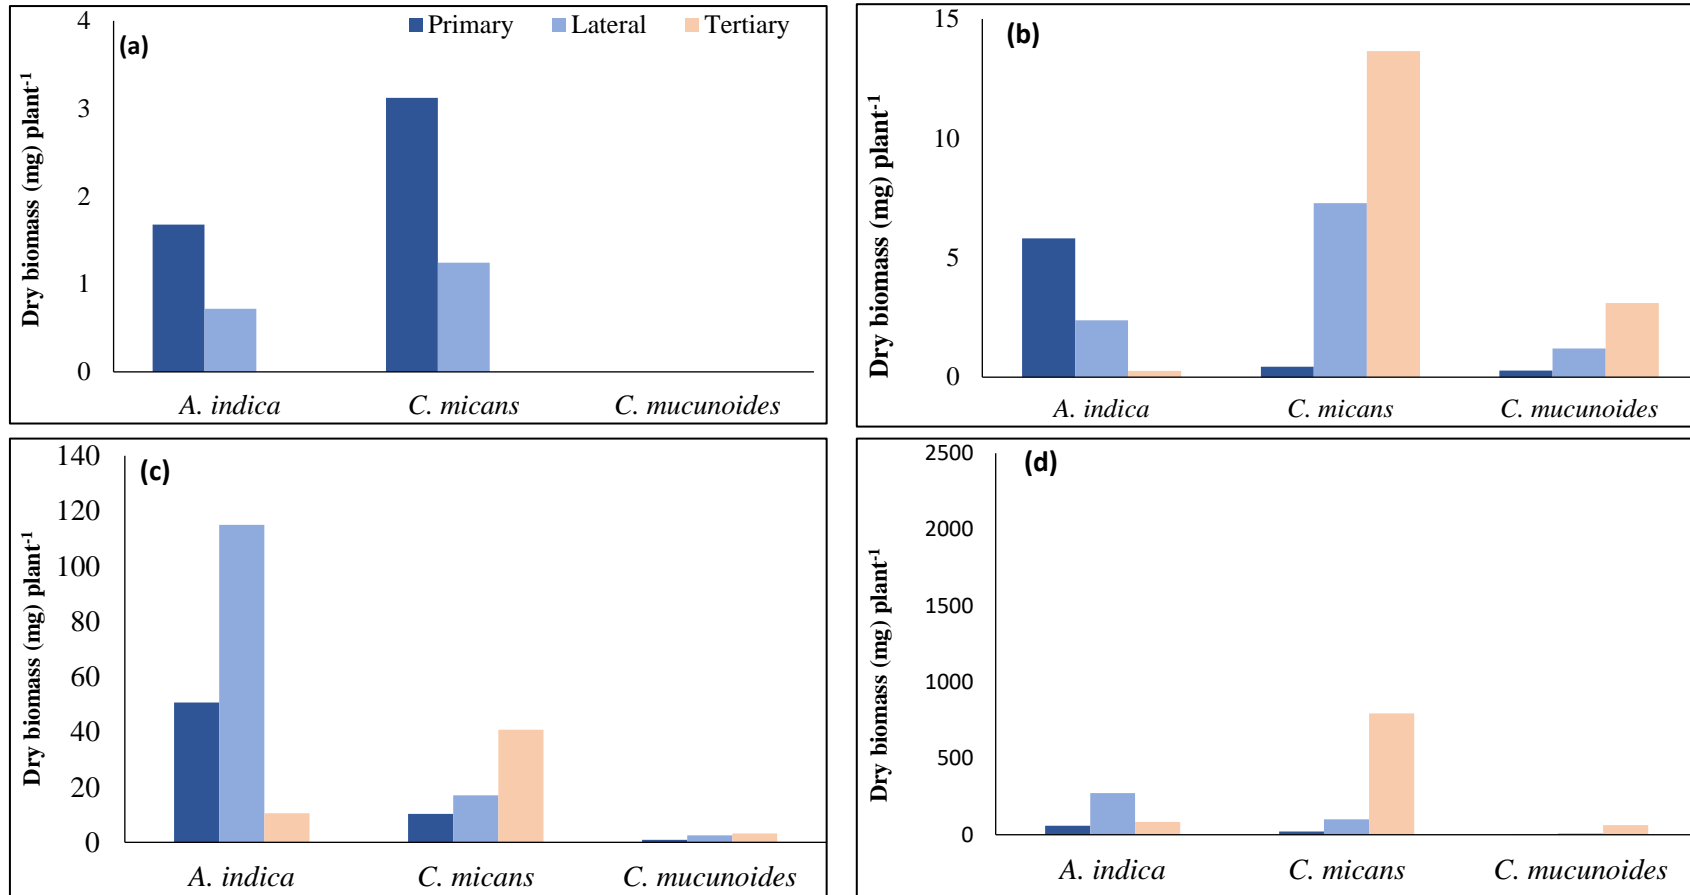 (a)
Primary Lateral Tertiary
Dry biomass (mg) plant-1
4
3
2
1
0
A. indica C. micans C. mucunoides
(b)
Dry biomass (mg) plant-1
15
10
5
0
A. indica C. micans C. mucunoides
(c)
Dry biomass (mg) plant-1
140
120
100
80
60
40
20
0
A. indica C. micans C. mucunoides
(d)
Dry biomass (mg) plant-1
2500
2000
1500
1000
500
0
A. indica C. micans C. mucunoides